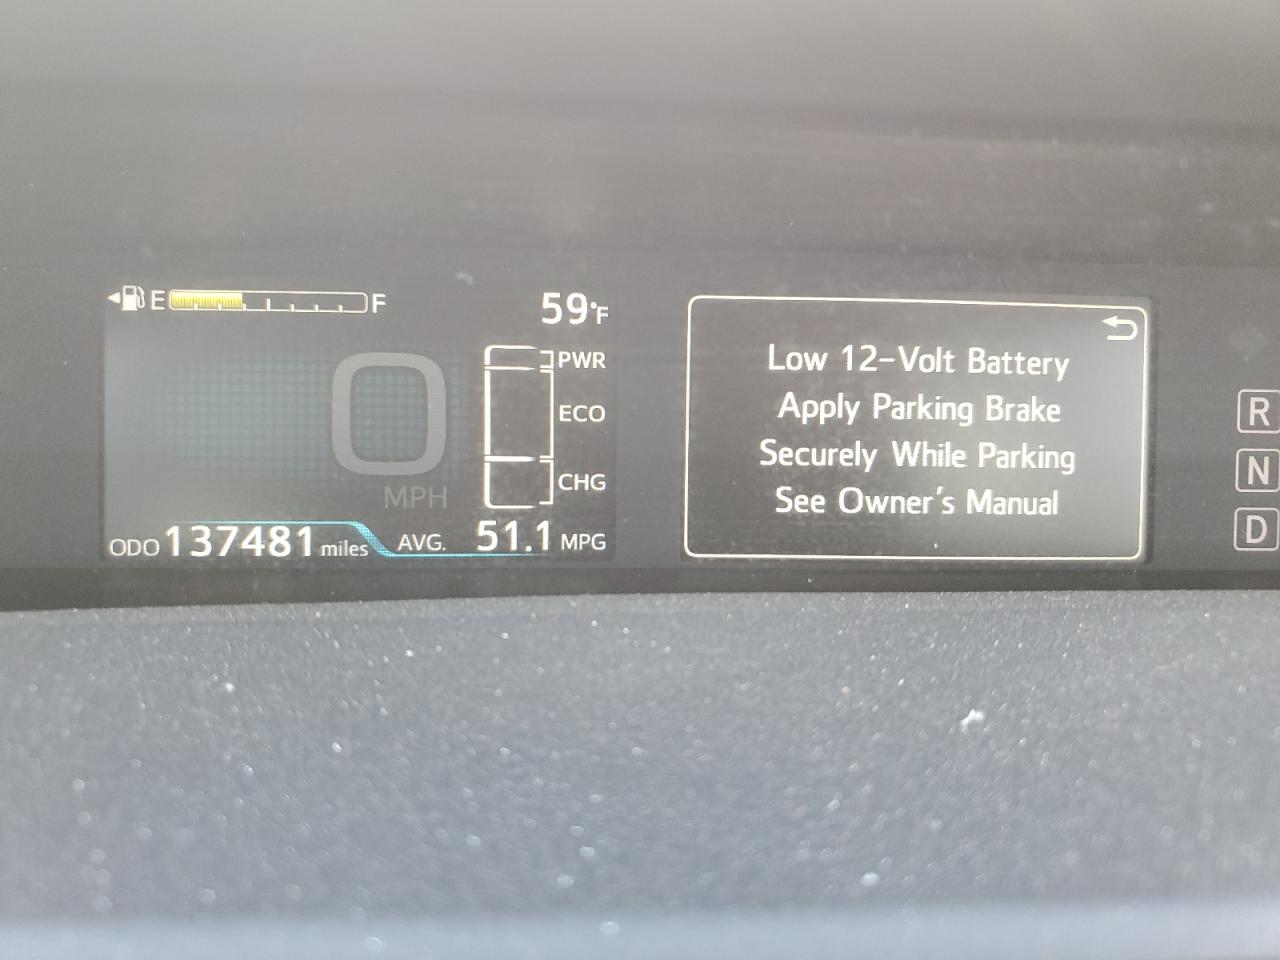 E F
59°F
0
MPH
PWR
ECO
CHG
ODO 137481 miles
AVG. 51.1 MPG
Low 12-Volt Battery
Apply Parking Brake
Securely While Parking
See Owner's Manual
R
N
D